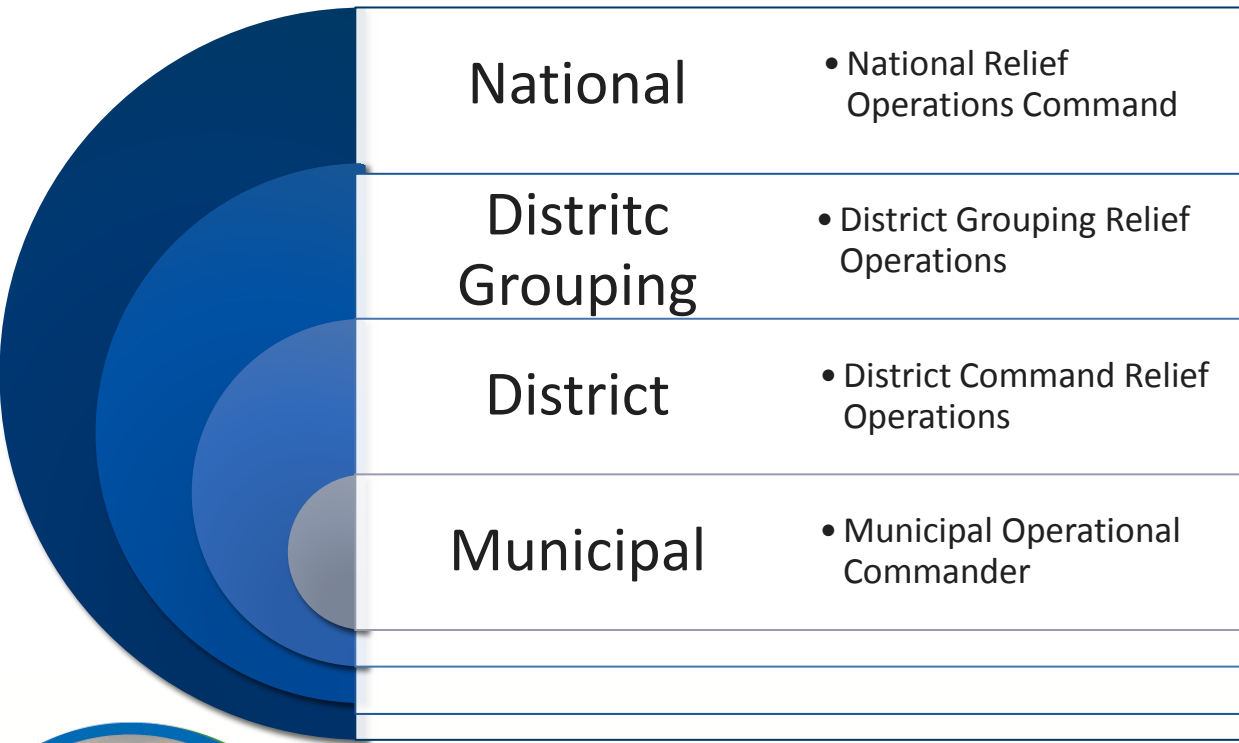 National
• National Relief
Operations Command
Distritc
Grouping
• District Grouping Relief
Operations
District
• District Command Relief
Operations
Municipal
• Municipal Operational
Commander